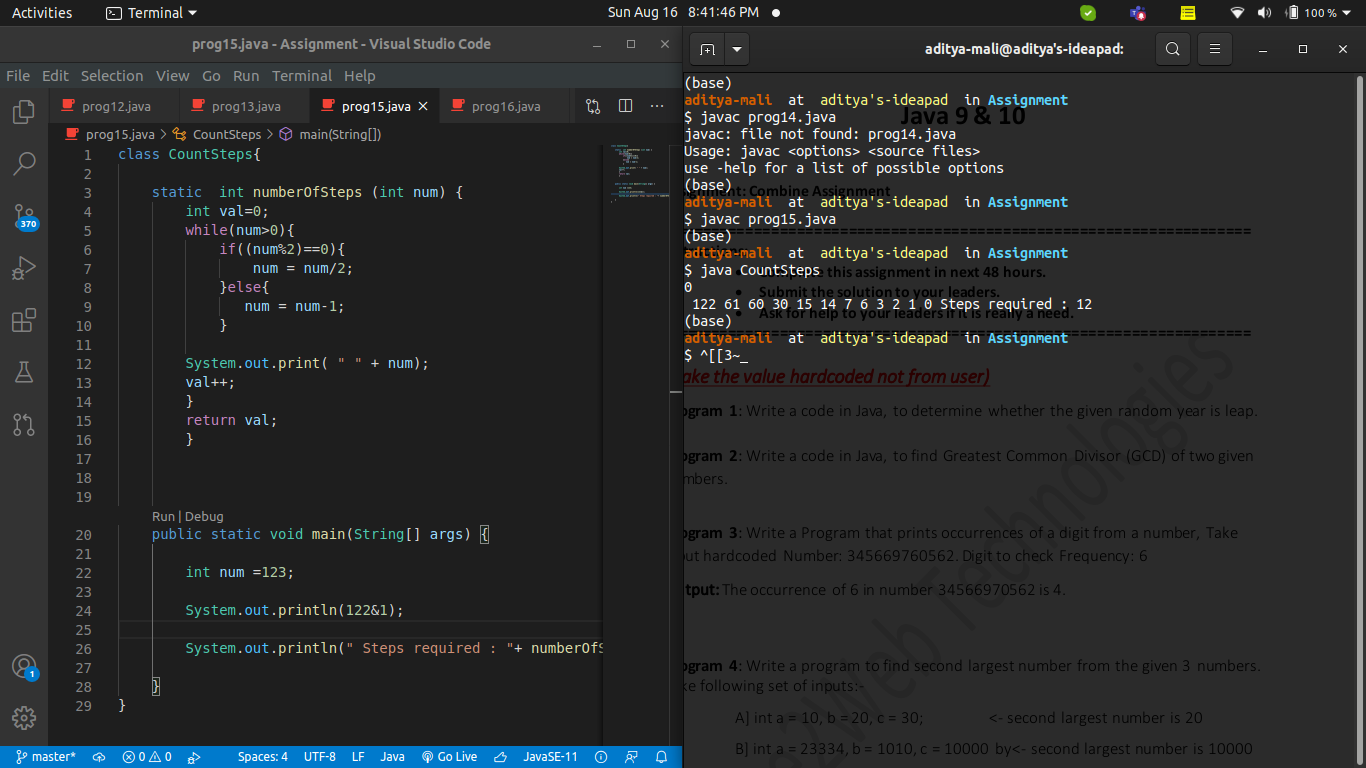 Activities Terminal Sun Aug 16 8:41:46 PM 100 %
prog15.java - Assignment - Visual Studio Code
File Edit Selection View Go Run Terminal Help
prog12.java prog13.java prog15.java prog16.java
prog15.java > CountSteps > main(String[])
370
1
1 class CountSteps{
2
3 static  int numberOfSteps (int num) {
4 int val=0;
5 while(num>0){
6 if((num%2)==0){
7 num = num/2;
8 }else{
9 num = num-1;
10 }
11
12 System.out.print( " " + num);
13 val++;
14 }
15 return val;
16 }
17
18
19
Run | Debug
20 public static void main(String[] args) {
21
22 int num =123;
23
24 System.out.println(122&1);
25
26 System.out.println(" Steps required : "+ numberOfS
27
28 }
29 }
master* 0 0 Spaces: 4 UTF-8 LF Java Go Live JavaSE-11
aditya-mali@aditya's-ideapad:
(base)
aditya-mali at aditya's-ideapad in Assignment
$ javac prog14.java
javac: file not found: prog14.java
Usage: javac <options> <source files>
use -help for a list of possible options
(base)
aditya-mali at aditya's-ideapad in Assignment
$ javac prog15.java
(base)
aditya-mali at aditya's-ideapad in Assignment
$ java CountSteps
0
122 61 60 30 15 14 7 6 3 2 1 0 Steps required : 12
(base)
aditya-mali at aditya's-ideapad in Assignment
$ ^[[3~_
Java 9 & 10
nment: Combine Assignment
this assignment in next 48 hours.
Submit the solution to your leaders.
Ask for help to your leaders if it is really a need.
ake the value hardcoded not from user)
ogram 1: Write a code in Java, to determine whether the given random year is leap.
ogram 2: Write a code in Java, to find Greatest Common Divisor (GCD) of two given
mbers.
ogram 3: Write a Program that prints occurrences of a digit from a number, Take
ut hardcoded Number: 345669760562. Digit to check Frequency: 6
tput: The occurrence of 6 in number 34566970562 is 4.
ogram 4: Write a program to find second largest number from the given 3 numbers.
ke following set of inputs:-
A] int a = 10, b = 20, c = 30; <- second largest number is 20
B] int a = 23334, b = 1010, c = 10000 by<- second largest number is 10000
e2Web Technologies